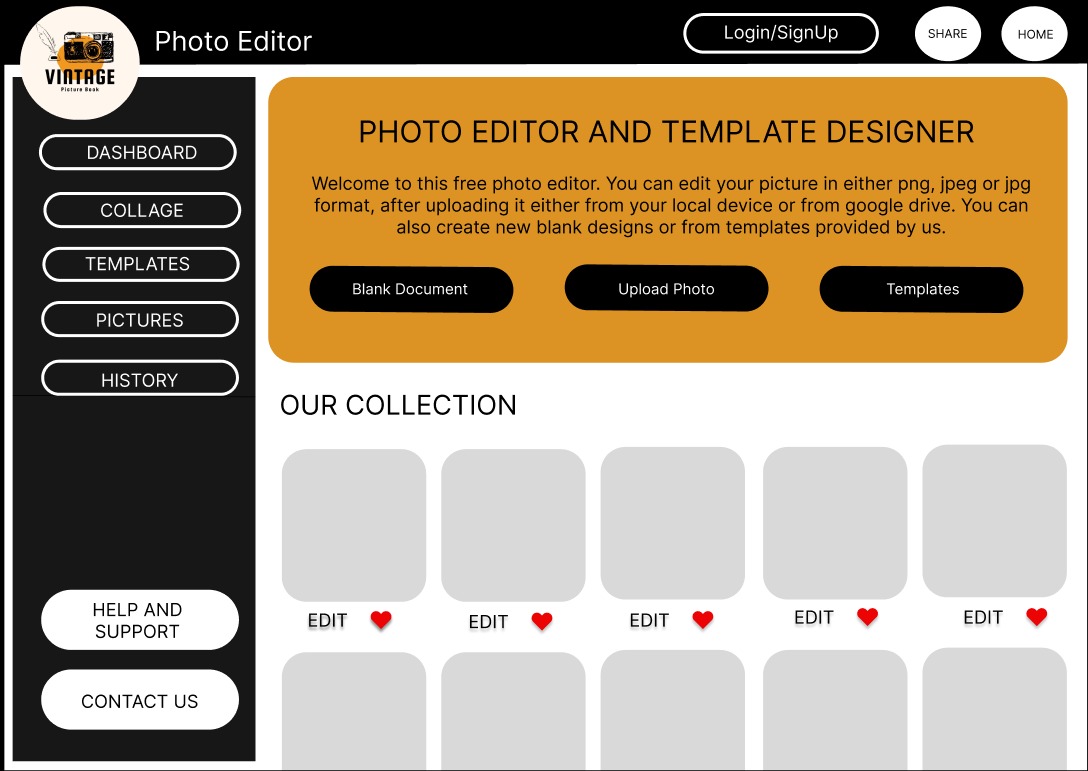 Photo Editor
Login/SignUp
SHARE
HOME
VINTAGE
Picture Book
DASHBOARD
COLLAGE
TEMPLATES
PICTURES
HISTORY
HELP AND
SUPPORT
CONTACT US
PHOTO EDITOR AND TEMPLATE DESIGNER
Welcome to this free photo editor. You can edit your picture in either png, jpeg or jpg
format, after uploading it either from your local device or from google drive. You can
also create new blank designs or from templates provided by us.
Blank Document
Upload Photo
Templates
OUR COLLECTION
EDIT
EDIT
EDIT
EDIT
EDIT